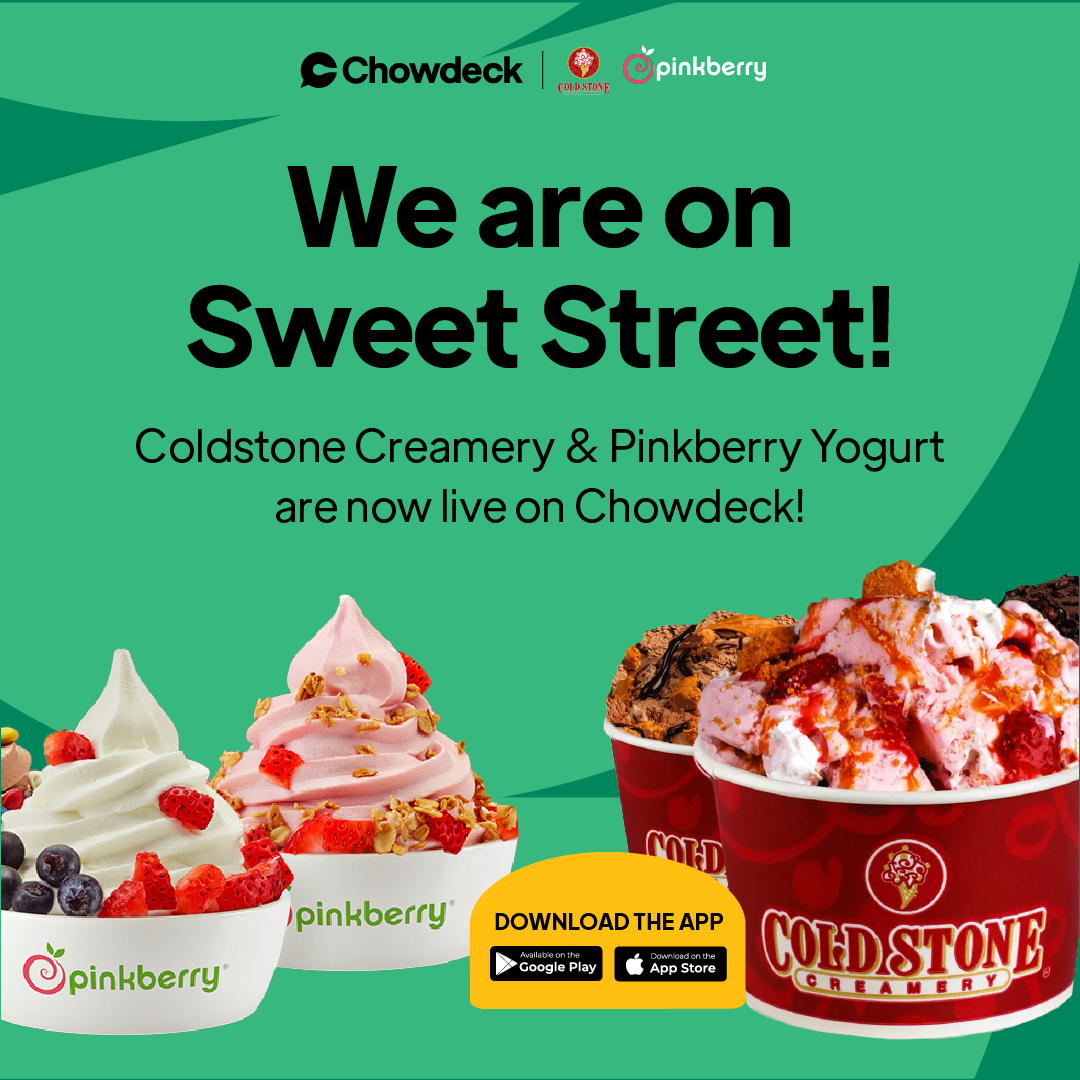 Chowdeck
COLD STONE
pinkberry
We are on
Sweet Street!
Coldstone Creamery & Pinkberry Yogurt
are now live on Chowdeck!
pinkberry®
pinkberry®
COLD
DOWNLOAD THE APP
Available on the
Google Play
Download on the
App Store
COLD STONE®
CREAMERY